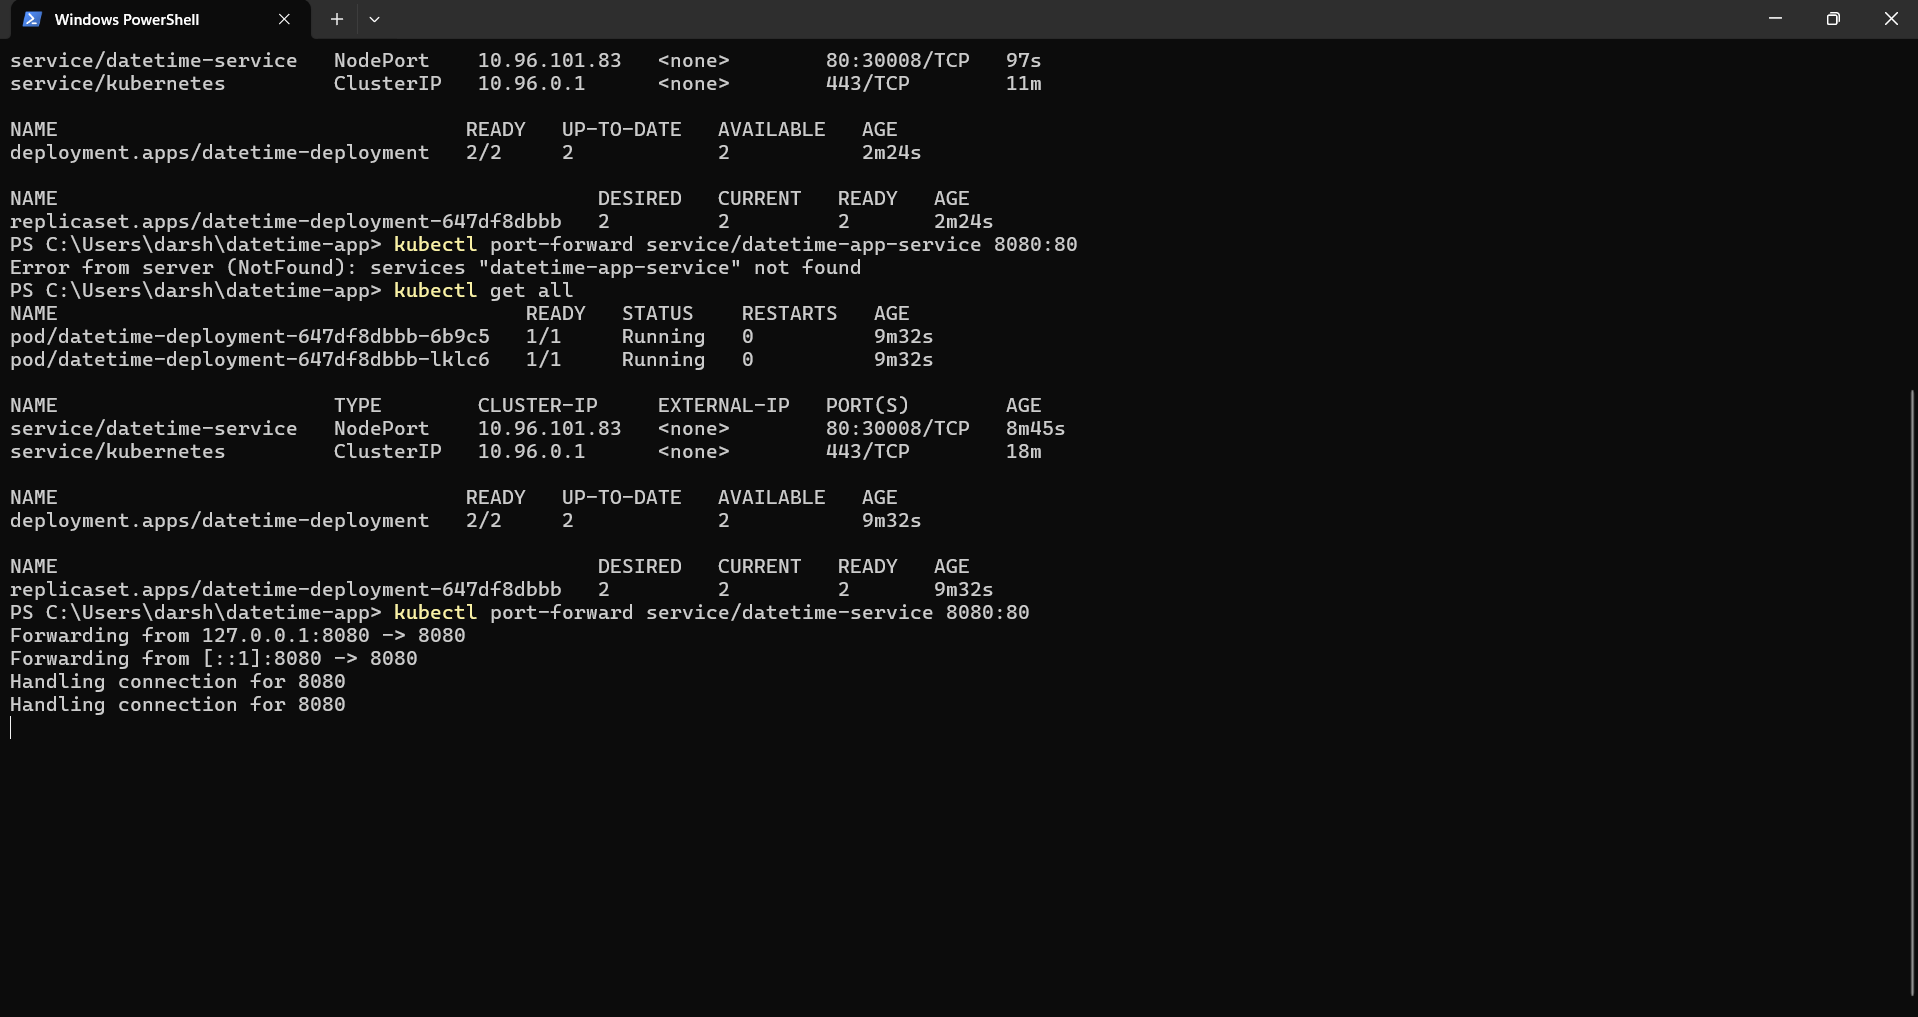 Windows PowerShell
service/datetime-service   NodePort    10.96.101.83   <none>        80:30008/TCP   97s
service/kubernetes         ClusterIP   10.96.0.1      <none>        443/TCP        11m
NAME                                  READY   UP-TO-DATE   AVAILABLE   AGE
deployment.apps/datetime-deployment   2/2     2            2           2m24s
NAME                                             DESIRED   CURRENT   READY   AGE
replicaset.apps/datetime-deployment-647df8dbbb   2         2         2       2m24s
PS C:\Users\darsh\datetime-app> kubectl port-forward service/datetime-app-service 8080:80
Error from server (NotFound): services "datetime-app-service" not found
PS C:\Users\darsh\datetime-app> kubectl get all
NAME                                       READY   STATUS    RESTARTS   AGE
pod/datetime-deployment-647df8dbbb-6b9c5   1/1     Running   0          9m32s
pod/datetime-deployment-647df8dbbb-lklc6   1/1     Running   0          9m32s
NAME                       TYPE        CLUSTER-IP     EXTERNAL-IP   PORT(S)        AGE
service/datetime-service   NodePort    10.96.101.83   <none>        80:30008/TCP   8m45s
service/kubernetes         ClusterIP   10.96.0.1      <none>        443/TCP        18m
NAME                                  READY   UP-TO-DATE   AVAILABLE   AGE
deployment.apps/datetime-deployment   2/2     2            2           9m32s
NAME                                             DESIRED   CURRENT   READY   AGE
replicaset.apps/datetime-deployment-647df8dbbb   2         2         2       9m32s
PS C:\Users\darsh\datetime-app> kubectl port-forward service/datetime-service 8080:80
Forwarding from 127.0.0.1:8080 -> 8080
Forwarding from [::1]:8080 -> 8080
Handling connection for 8080
Handling connection for 8080